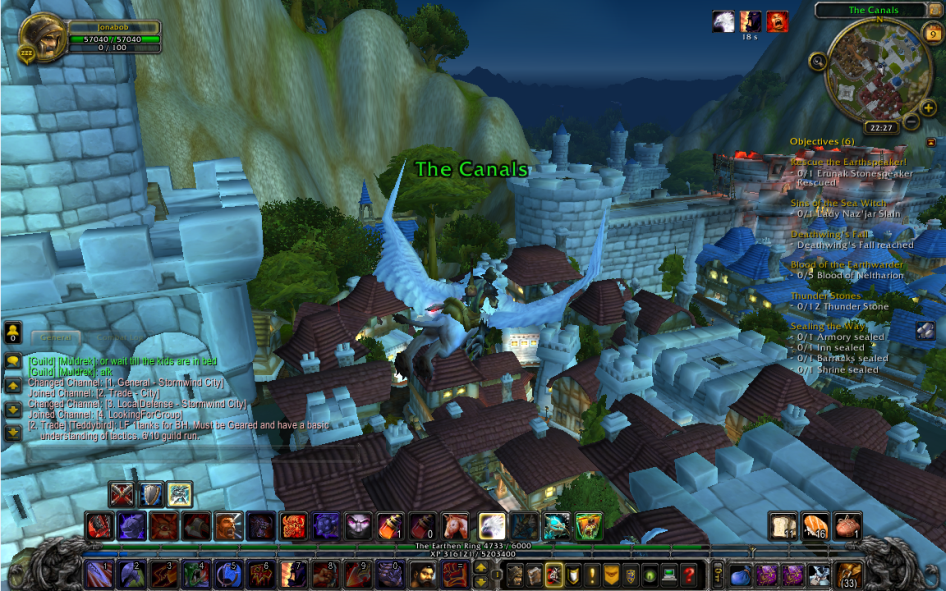 Jonabob
57040 / 57040
0 / 100
zzz
18 s
The Canals
N
9
22:27
The Canals
Objectives (6)
Rescue the Earthspeaker!
- 0/1 Erunak Stonespeaker
Rescued
Sins of the Sea Witch
- 0/1 Lady Naz'jar Slain
Deathwing's Fall
- Deathwing's Fall reached
Blood of the Earthwarder
- 0/5 Blood of Neltharion
Thunder Stones
- 0/12 Thunder Stone
Sealing the Way
- 0/1 Armory sealed
- 0/1 Inn sealed
- 0/1 Barracks sealed
- 0/1 Shrine sealed
0
General
[Guild] [Muldrek]: or wait till the kids are in bed
[Guild] [Muldrek]: afk
Changed Channel: [1. General - Stormwind City]
Joined Channel: [2. Trade - City]
Changed Channel: [3. LocalDefense - Stormwind City]
Joined Channel: [4. LookingForGroup]
[2. Trade] [Teddybird]: LF Tanks for BH. Must be Geared and have a basic
understanding of tactics. 6/10 guild run.
1 0 1
The Earthen Ring 4733 / 6000
/ 5203400
1 2 3 4 5 6 7 8 9 0 =
1
(33)